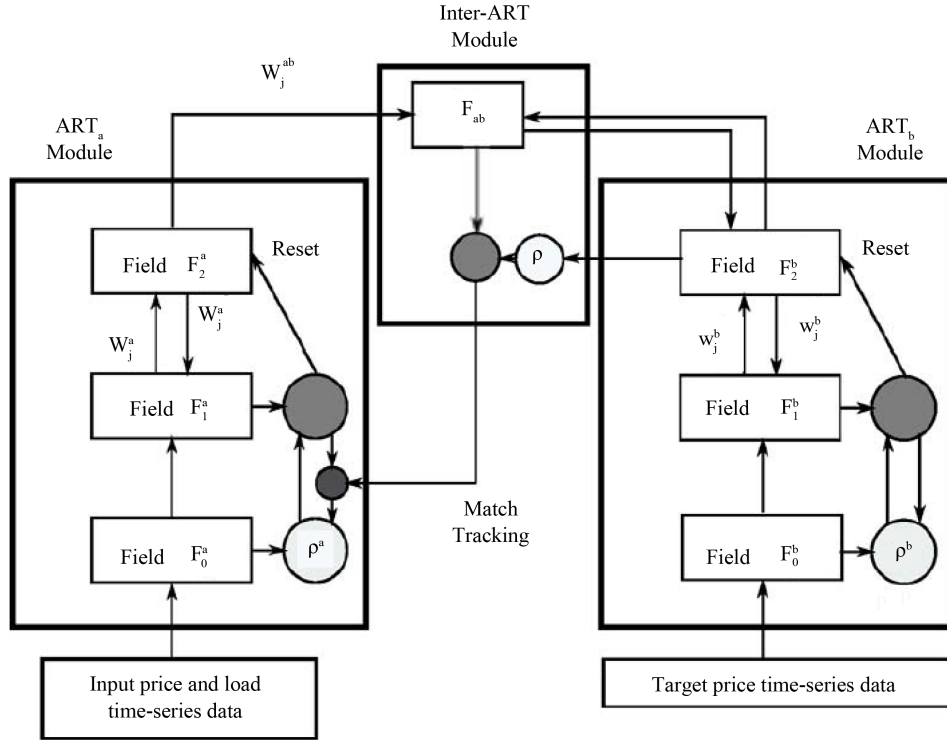 Inter-ART
Module
W_j^ab
F_ab
ART_a
Module
ART_b
Module
Reset
Field F_2^a
ρ
Field F_2^b
Reset
W_j^a
W_j^a
w_j^b
w_j^b
Field F_1^a
Field F_1^b
Match
Tracking
Field F_0^a
ρ^a
Field F_0^b
ρ^b
Input price and load
time-series data
Target price time-series data